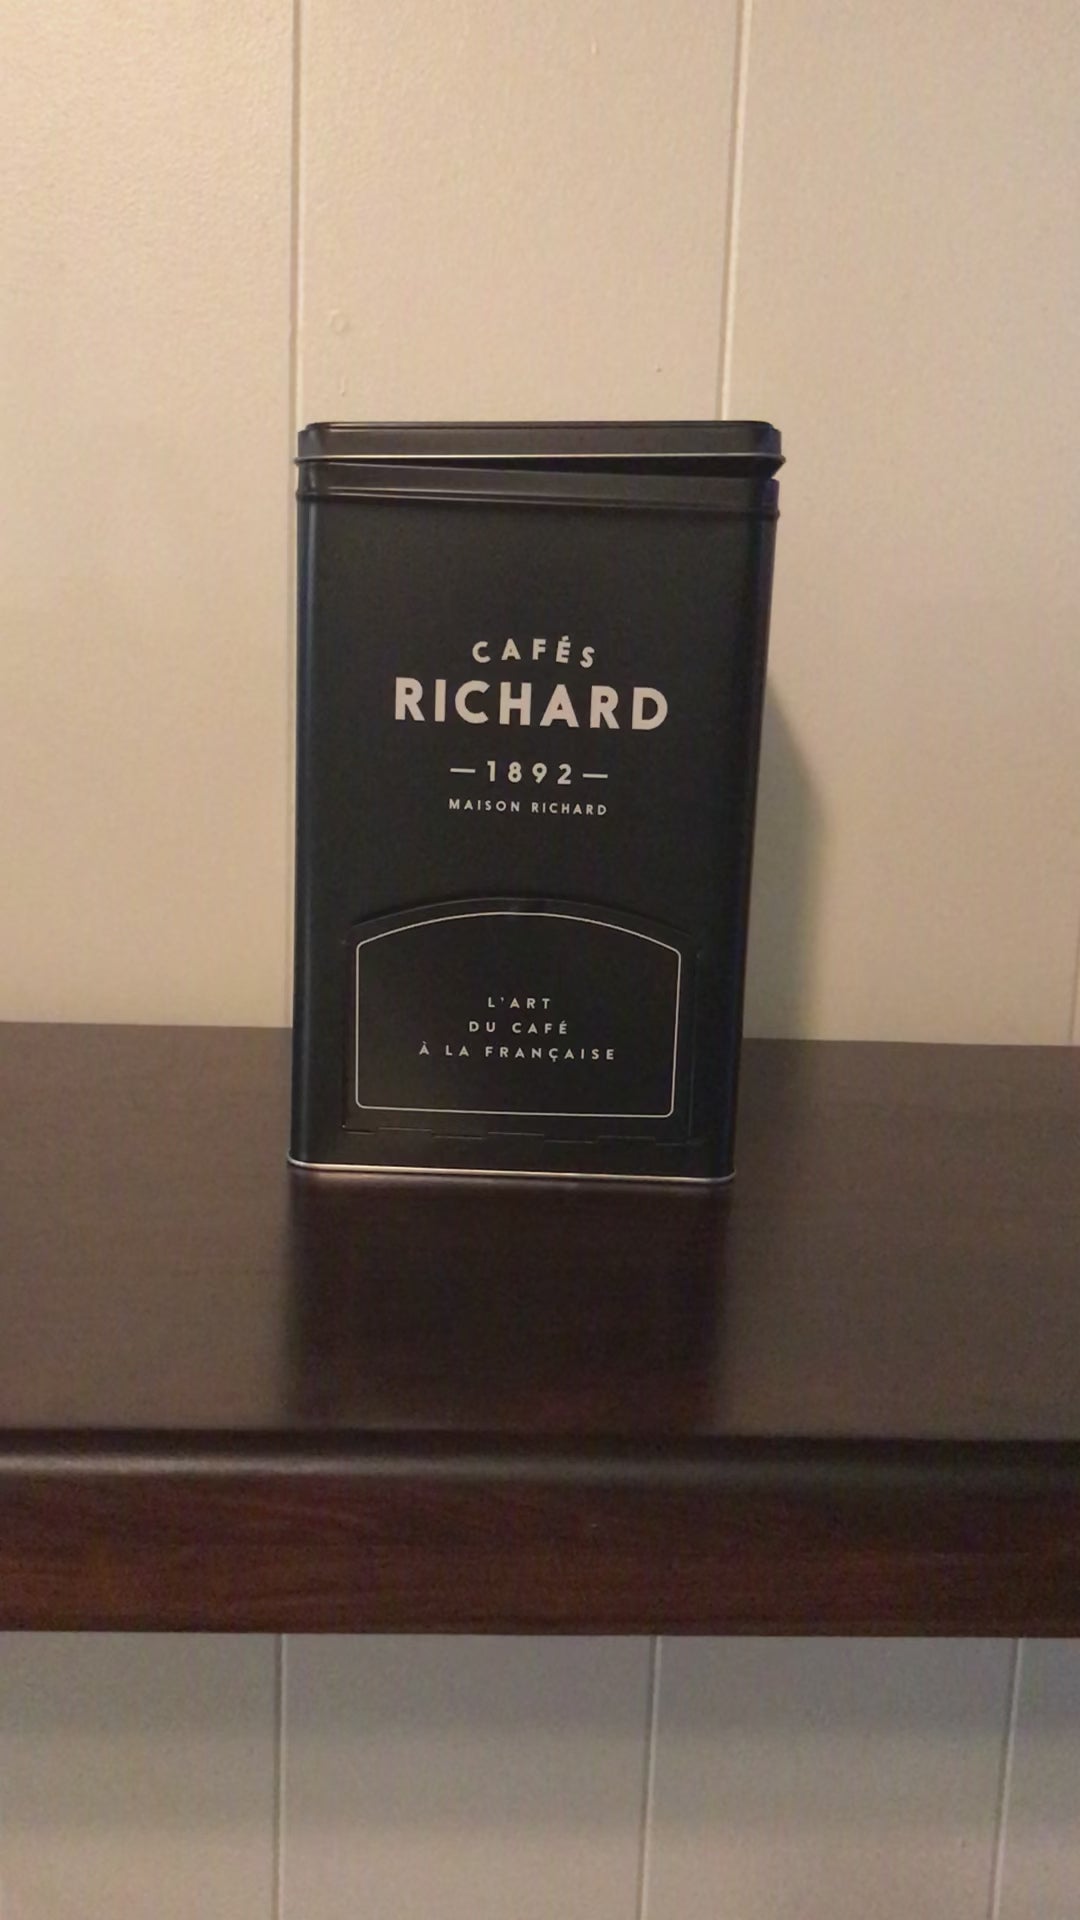 CAFÉS
RICHARD
—1892—
MAISON RICHARD
L'ART
DU CAFÉ
À LA FRANÇAISE